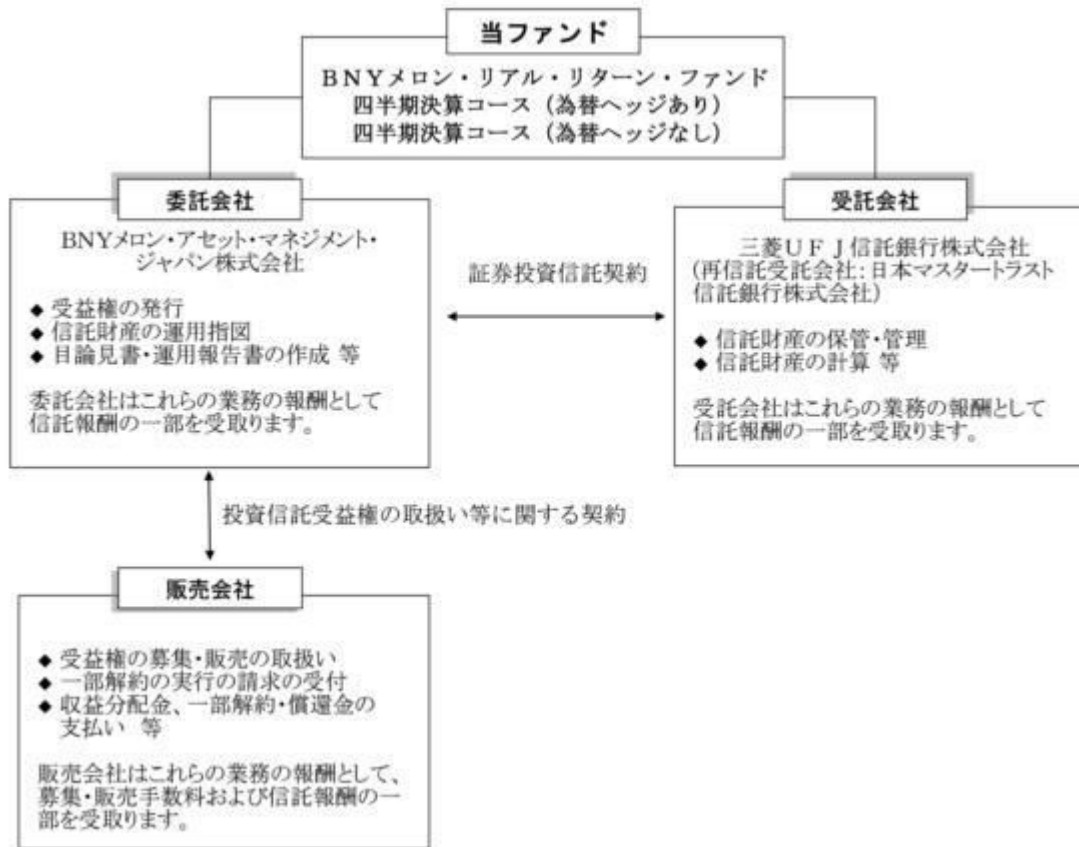 当ファンド
BNYメロン・リアル・リターン・ファンド
四半期決算コース（為替ヘッジあり）
四半期決算コース（為替ヘッジなし）
委託会社
BNYメロン・アセット・マネジメント・
ジャパン株式会社
◆ 受益権の発行
◆ 信託財産の運用指図
◆ 目論見書・運用報告書の作成 等
委託会社はこれらの業務の報酬として
信託報酬の一部を受取ります。
証券投資信託契約
受託会社
三菱UFJ信託銀行株式会社
(再信託受託会社:日本マスタートラスト
信託銀行株式会社)
◆ 信託財産の保管・管理
◆ 信託財産の計算 等
受託会社はこれらの業務の報酬として
信託報酬の一部を受取ります。
投資信託受益権の取扱い等に関する契約
販売会社
◆ 受益権の募集・販売の取扱い
◆ 一部解約の実行の請求の受付
◆ 収益分配金、一部解約・償還金の
支払い 等
販売会社はこれらの業務の報酬として、
募集・販売手数料および信託報酬の一
部を受取ります。